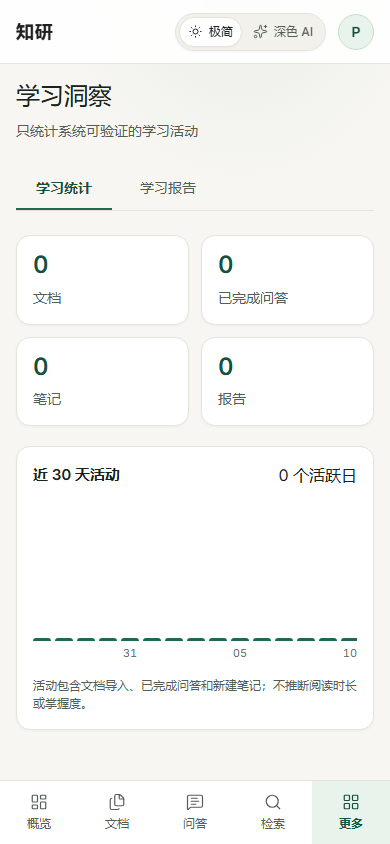 知研
极简
深色 AI
P
学习洞察
只统计系统可验证的学习活动
学习统计
学习报告
0
文档
0
已完成问答
0
笔记
0
报告
近 30 天活动
0 个活跃日
31
05
10
活动包含文档导入、已完成问答和新建笔记；不推断阅读时长
或掌握度。
概览
文档
问答
检索
更多